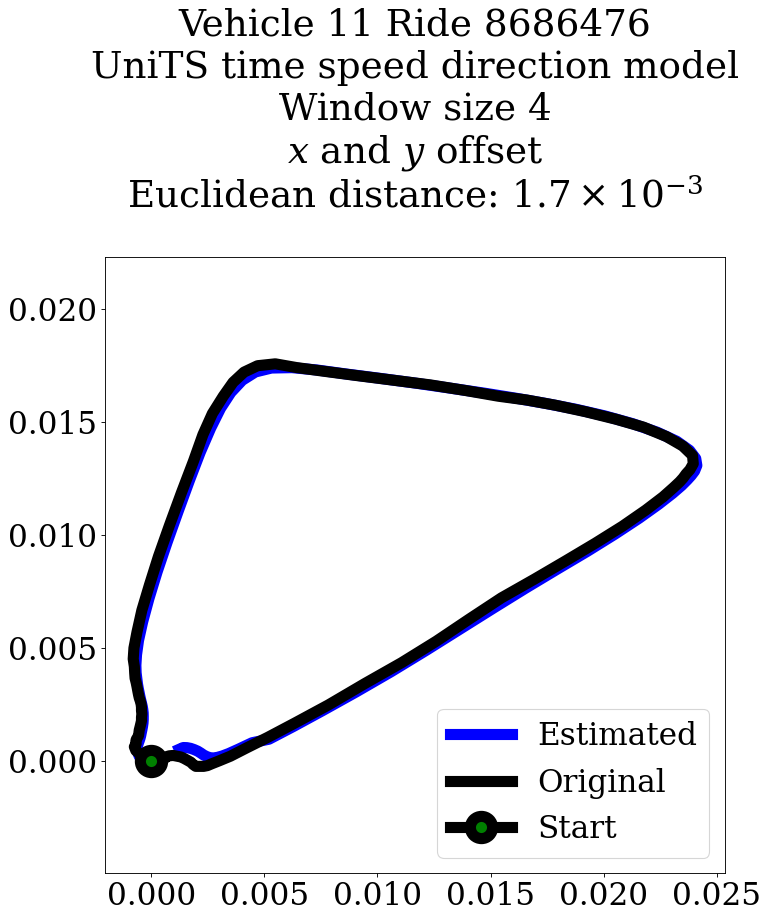 Vehicle 11 Ride 8686476
UniTS time speed direction model
Window size 4
x and y offset
Euclidean distance: 1.7 × 10⁻³
0.020
0.015
0.010
0.005
0.000
Estimated
Original
Start
0.000 0.005 0.010 0.015 0.020 0.025